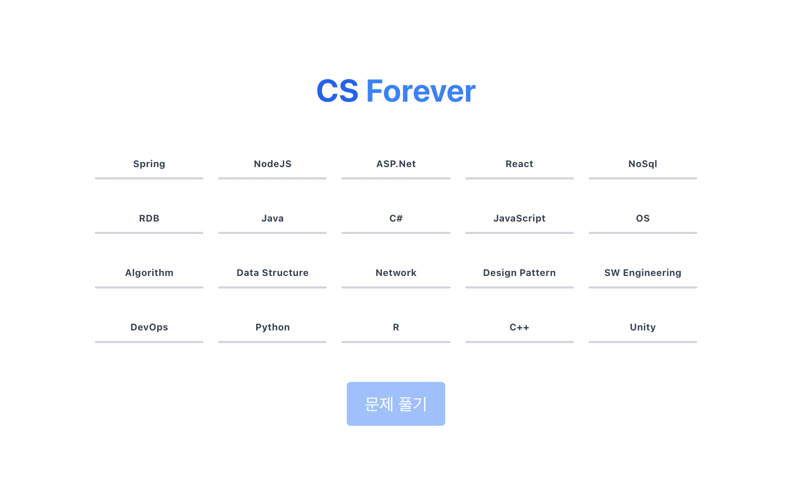 CS Forever
Spring NodeJS ASP.Net React NoSql
RDB Java C# JavaScript OS
Algorithm Data Structure Network Design Pattern SW Engineering
DevOps Python R C++ Unity
문제 풀기